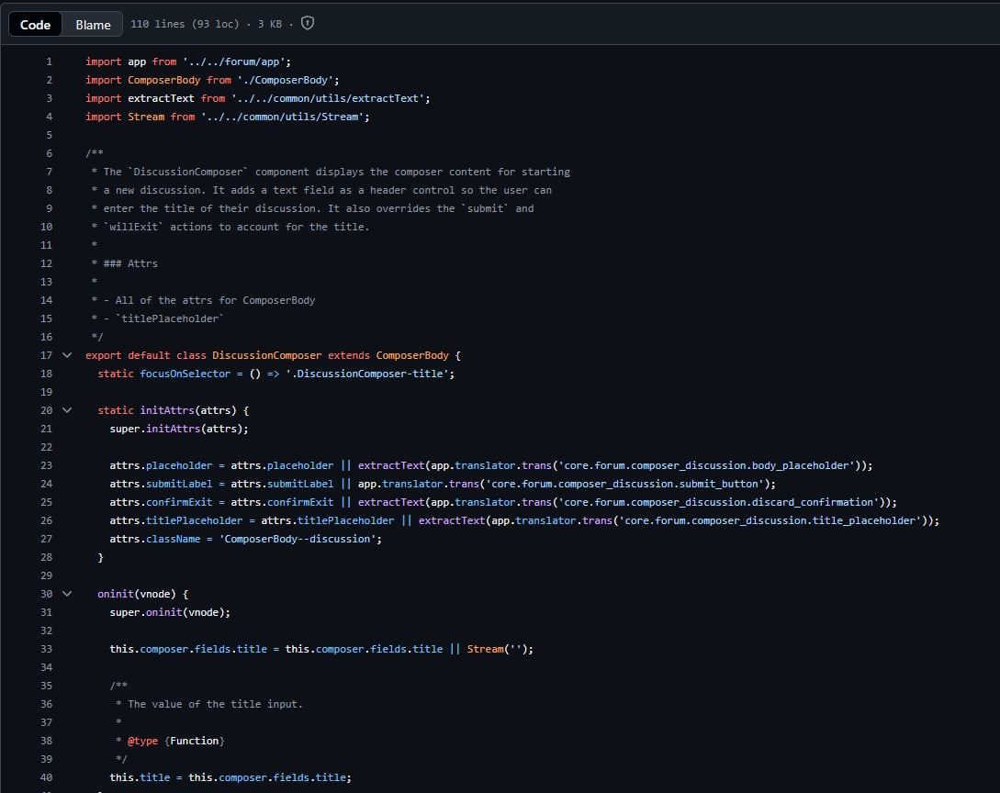 Code Blame 110 lines (93 loc) · 3 KB ·
1 import app from '../../forum/app';
2 import ComposerBody from './ComposerBody';
3 import extractText from '../../common/utils/extractText';
4 import Stream from '../../common/utils/Stream';
5
6 /**
7  * The `DiscussionComposer` component displays the composer content for starting
8  * a new discussion. It adds a text field as a header control so the user can
9  * enter the title of their discussion. It also overrides the `submit` and
10  * `willExit` actions to account for the title.
11  *
12  * ### Attrs
13  *
14  * - All of the attrs for ComposerBody
15  * - `titlePlaceholder`
16  */
17 export default class DiscussionComposer extends ComposerBody {
18   static focusOnSelector = () => '.DiscussionComposer-title';
19
20   static initAttrs(attrs) {
21     super.initAttrs(attrs);
22
23     attrs.placeholder = attrs.placeholder || extractText(app.translator.trans('core.forum.composer_discussion.body_placeholder'));
24     attrs.submitLabel = attrs.submitLabel || app.translator.trans('core.forum.composer_discussion.submit_button');
25     attrs.confirmExit = attrs.confirmExit || extractText(app.translator.trans('core.forum.composer_discussion.discard_confirmation'));
26     attrs.titlePlaceholder = attrs.titlePlaceholder || extractText(app.translator.trans('core.forum.composer_discussion.title_placeholder'));
27     attrs.className = 'ComposerBody--discussion';
28   }
29
30   oninit(vnode) {
31     super.oninit(vnode);
32
33     this.composer.fields.title = this.composer.fields.title || Stream('');
34
35     /**
36      * The value of the title input.
37      *
38      * @type {Function}
39      */
40     this.title = this.composer.fields.title;